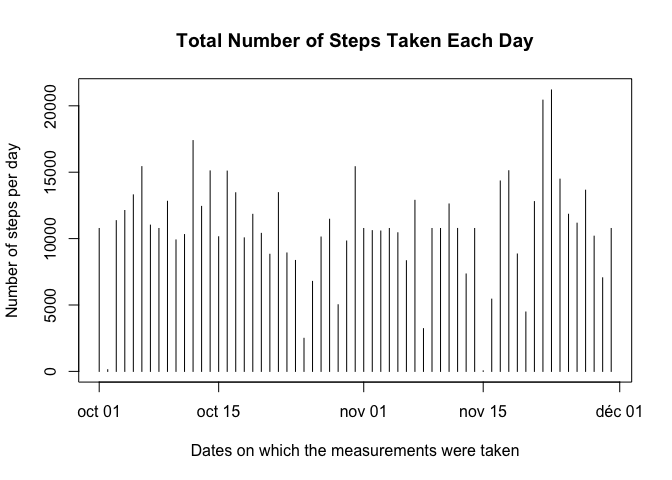 Total Number of Steps Taken Each Day
Number of steps per day
20000
15000
10000
5000
0
oct 01
oct 15
nov 01
nov 15
déc 01
Dates on which the measurements were taken